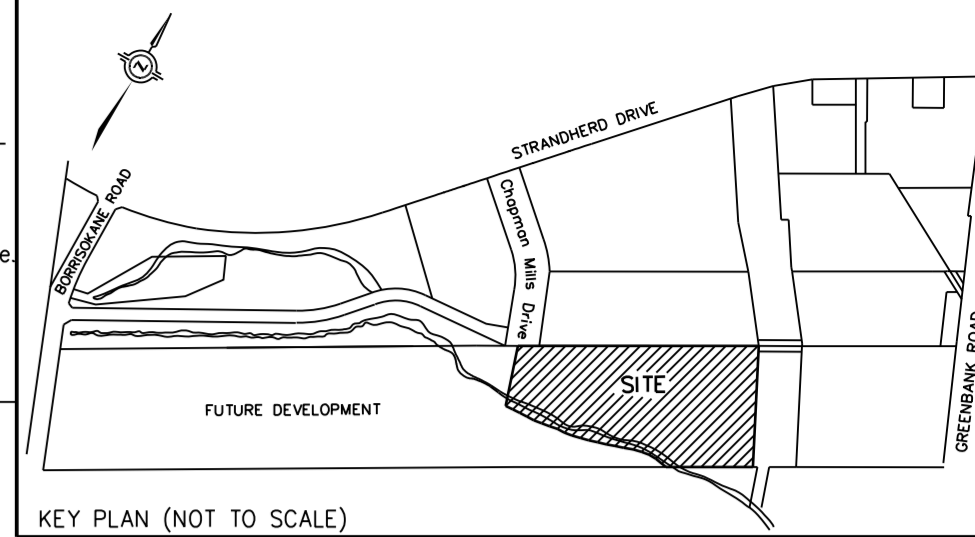 N
STRANDHERD DRIVE
BORRISOKANE ROAD
Chapman Mills Drive
e.
SITE
FUTURE DEVELOPMENT
GREENBANK ROAD
KEY PLAN (NOT TO SCALE)